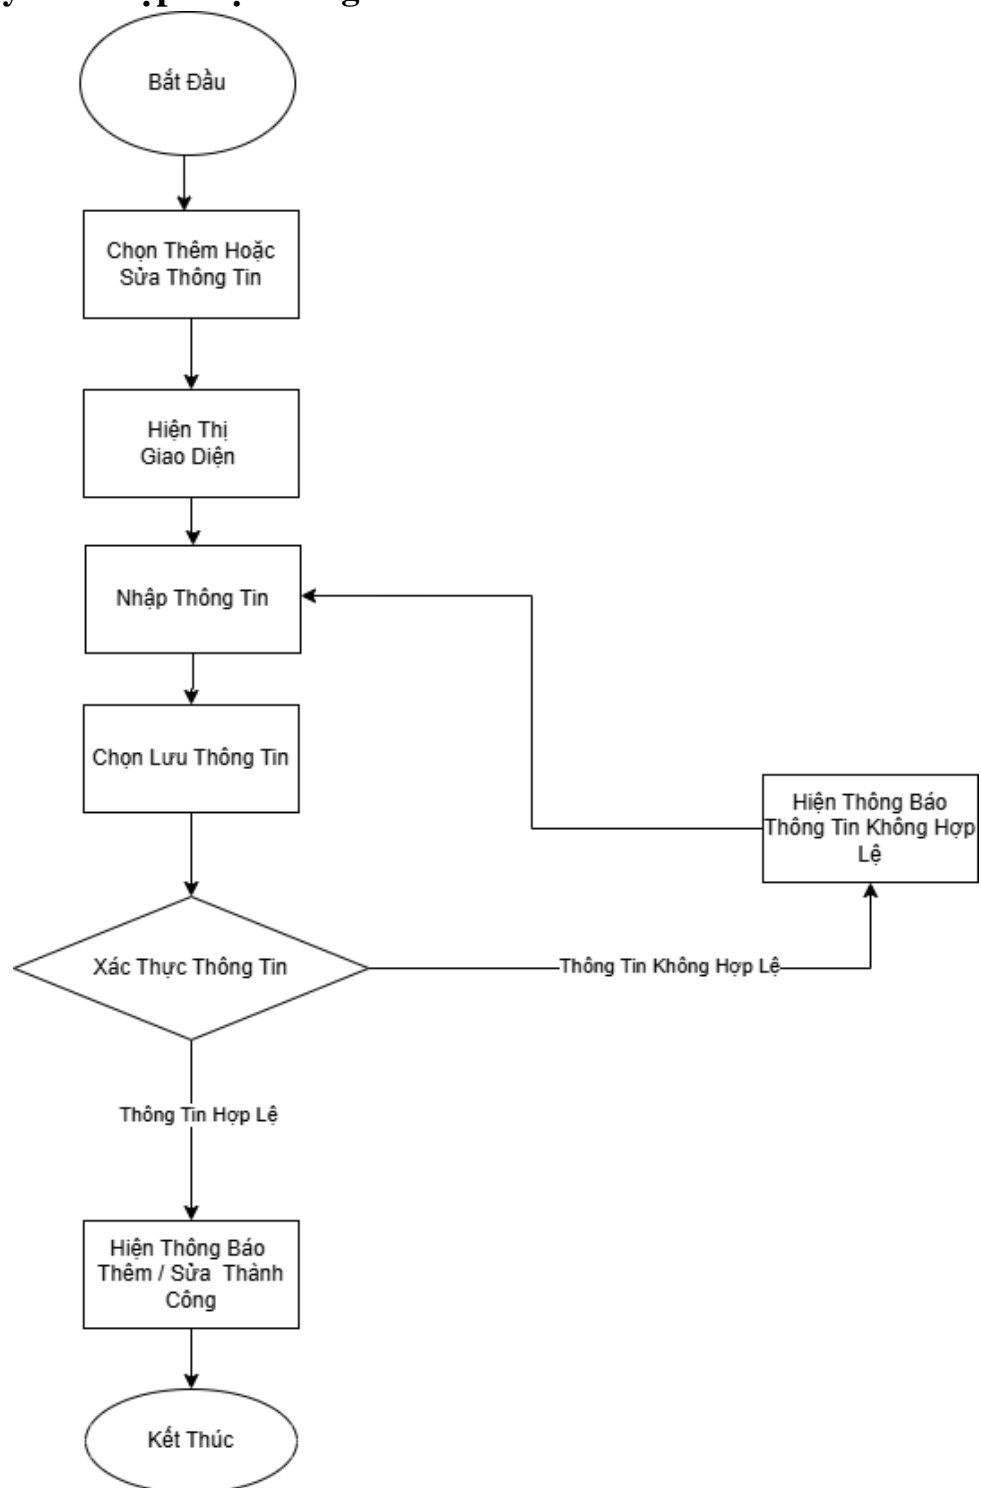 Bắt Đầu
Chọn Thêm Hoặc
Sửa Thông Tin
Hiện Thị
Giao Diện
Nhập Thông Tin
Chọn Lưu Thông Tin
Hiện Thông Báo
Thông Tin Không Hợp
Lệ
Xác Thực Thông Tin
Thông Tin Không Hợp Lệ
Thông Tin Hợp Lệ
Hiện Thông Báo
Thêm / Sửa Thành
Công
Kết Thúc